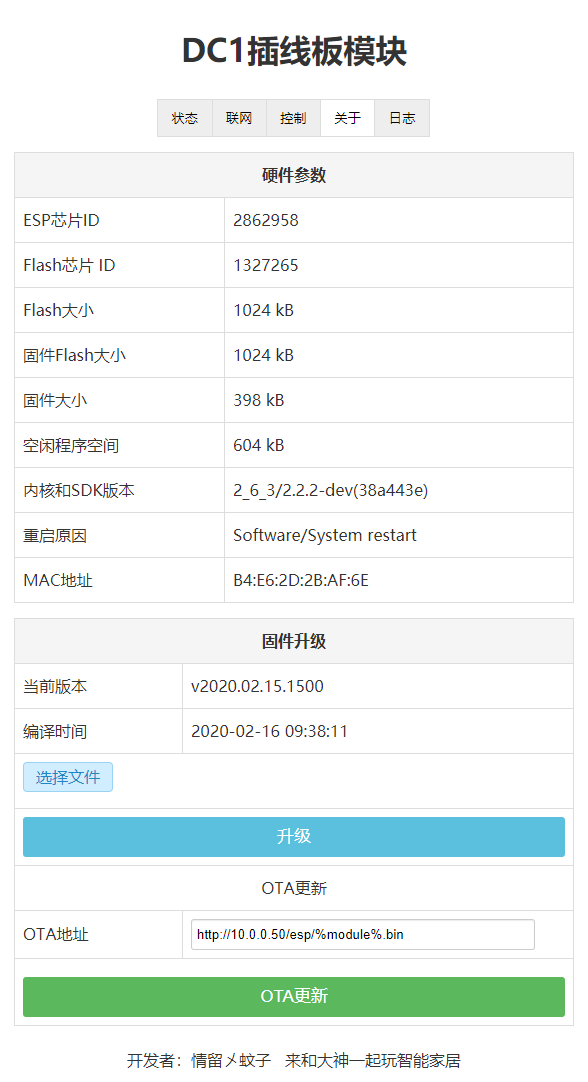 DC1插线板模块
状态 联网 控制 关于 日志
硬件参数
ESP芯片ID 2862958
Flash芯片 ID 1327265
Flash大小 1024 kB
固件Flash大小 1024 kB
固件大小 398 kB
空闲程序空间 604 kB
内核和SDK版本 2_6_3/2.2.2-dev(38a443e)
重启原因 Software/System restart
MAC地址 B4:E6:2D:2B:AF:6E
固件升级
当前版本 v2020.02.15.1500
编译时间 2020-02-16 09:38:11
选择文件
升级
OTA更新
OTA地址 http://10.0.0.50/esp/%module%.bin
OTA更新
开发者：情留メ蚊子 来和大神一起玩智能家居